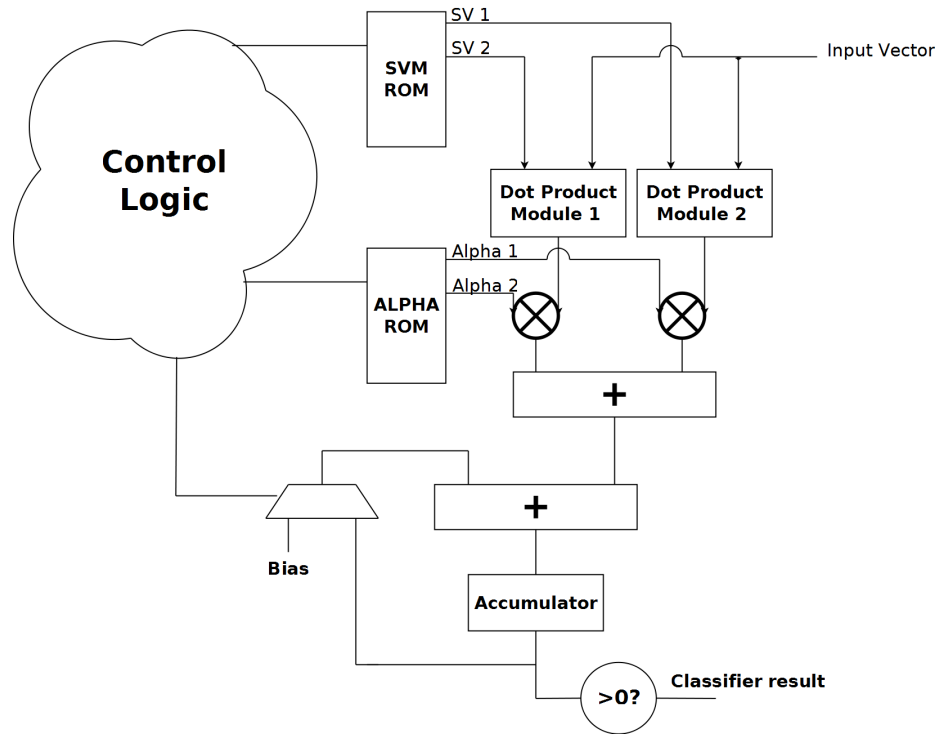 SV 1
SV 2
Input Vector
SVM
ROM
Control
Logic
Dot Product
Module 1
Dot Product
Module 2
Alpha 1
Alpha 2
ALPHA
ROM
+
+
Bias
Accumulator
>0?
Classifier result